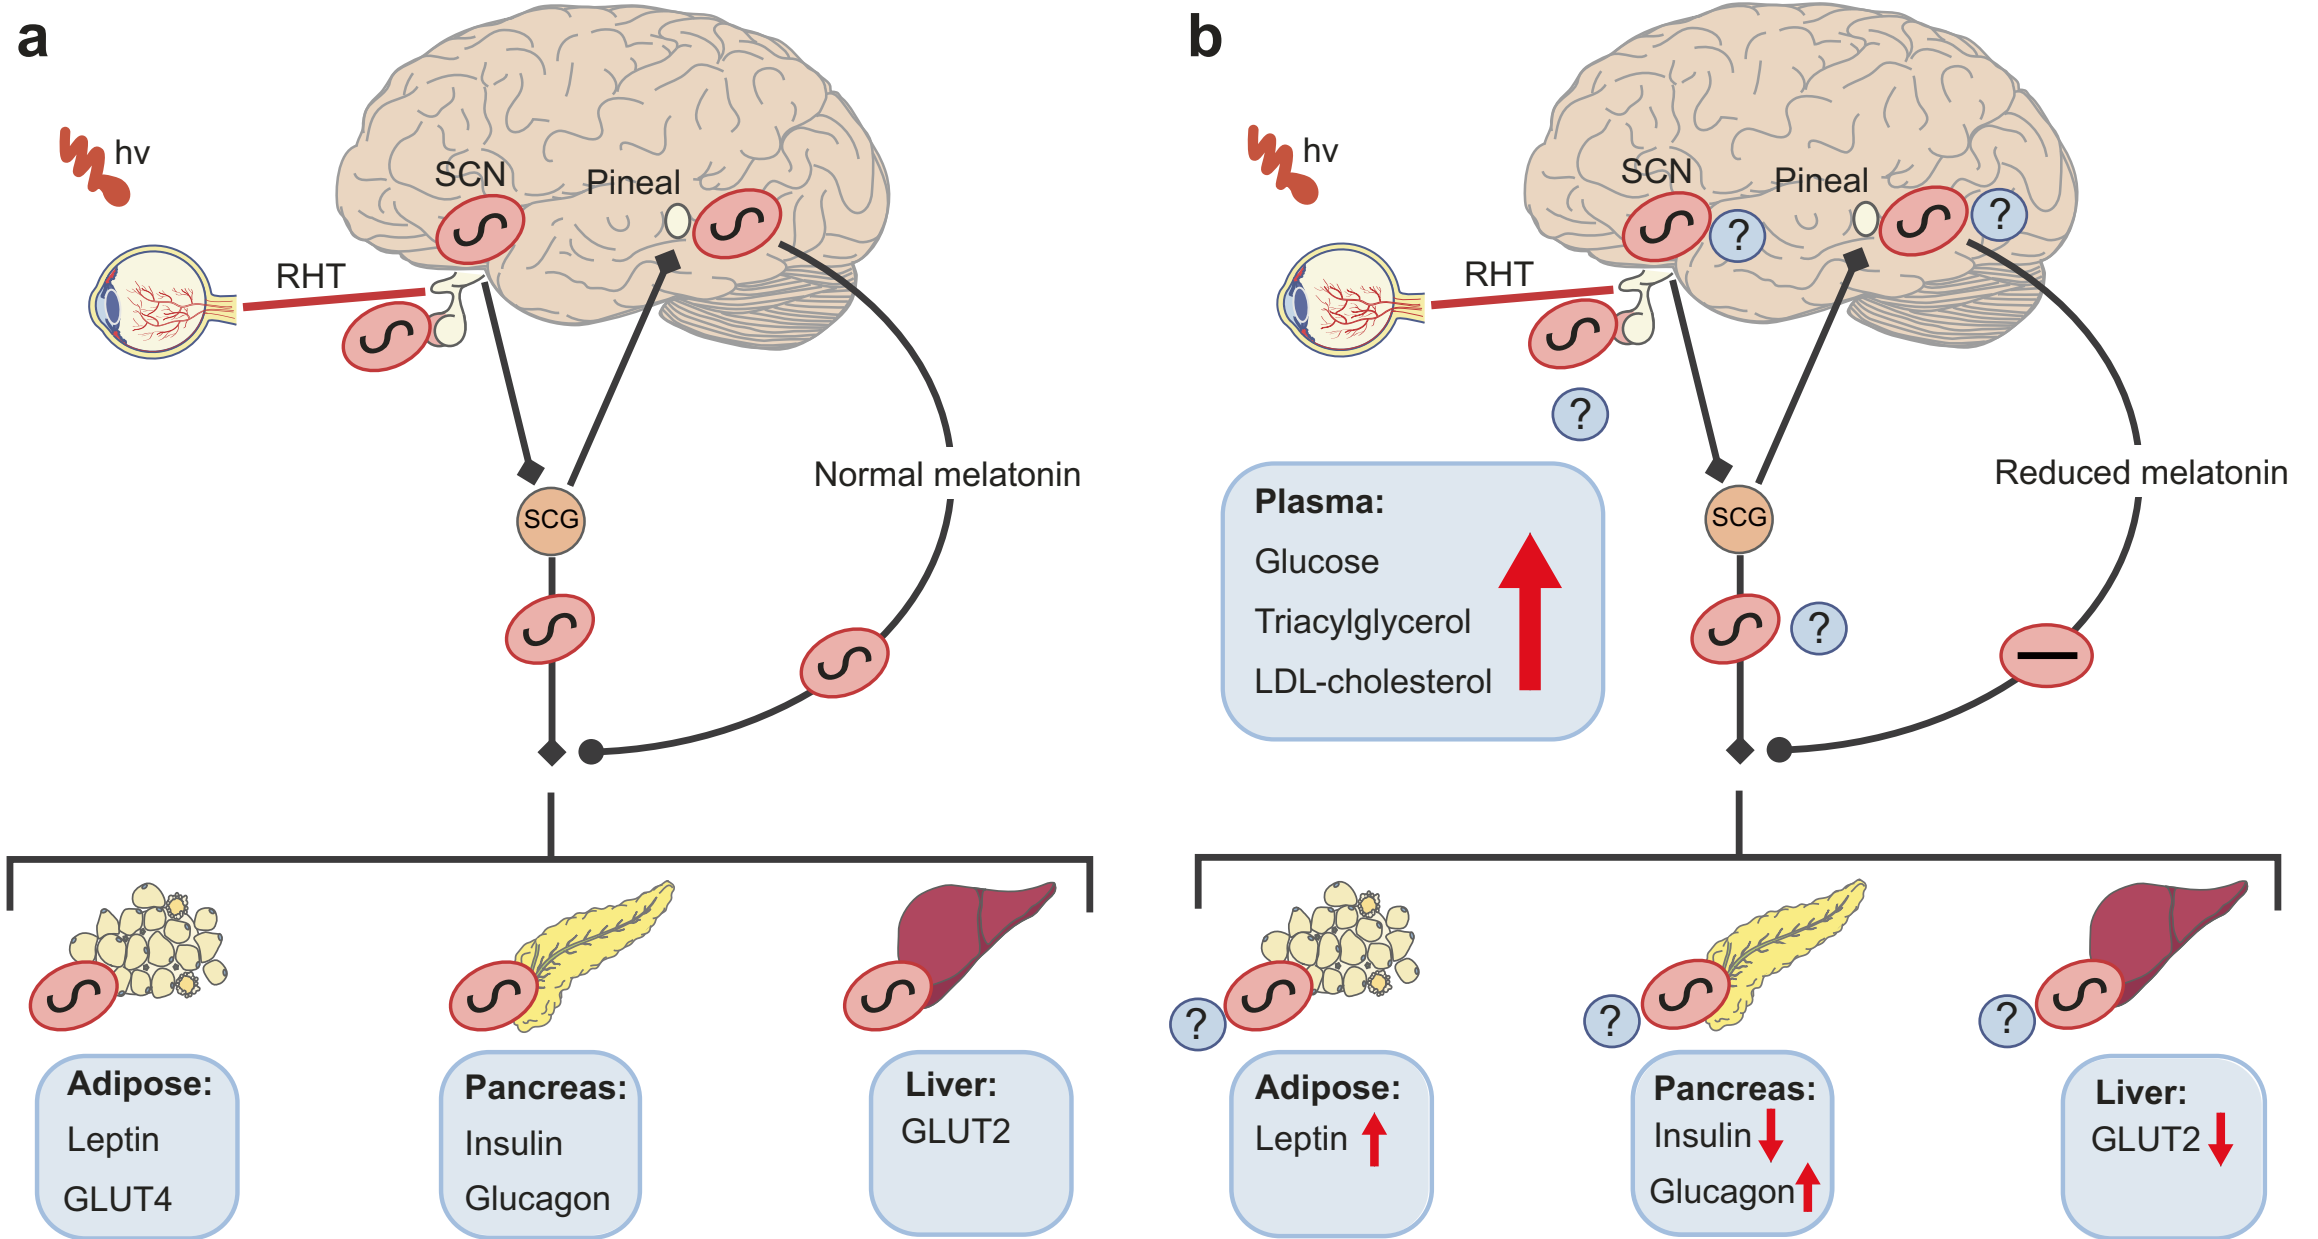 a
hv
SCN
Pineal
RHT
SCG
Normal melatonin
Adipose:
Leptin
GLUT4
Pancreas:
Insulin
Glucagon
Liver:
GLUT2
b
hv
SCN
?
Pineal
?
RHT
?
SCG
Reduced melatonin
Plasma:
Glucose
Triacylglycerol
LDL-cholesterol
?
?
Adipose:
Leptin
?
Pancreas:
Insulin
Glucagon
?
Liver:
GLUT2